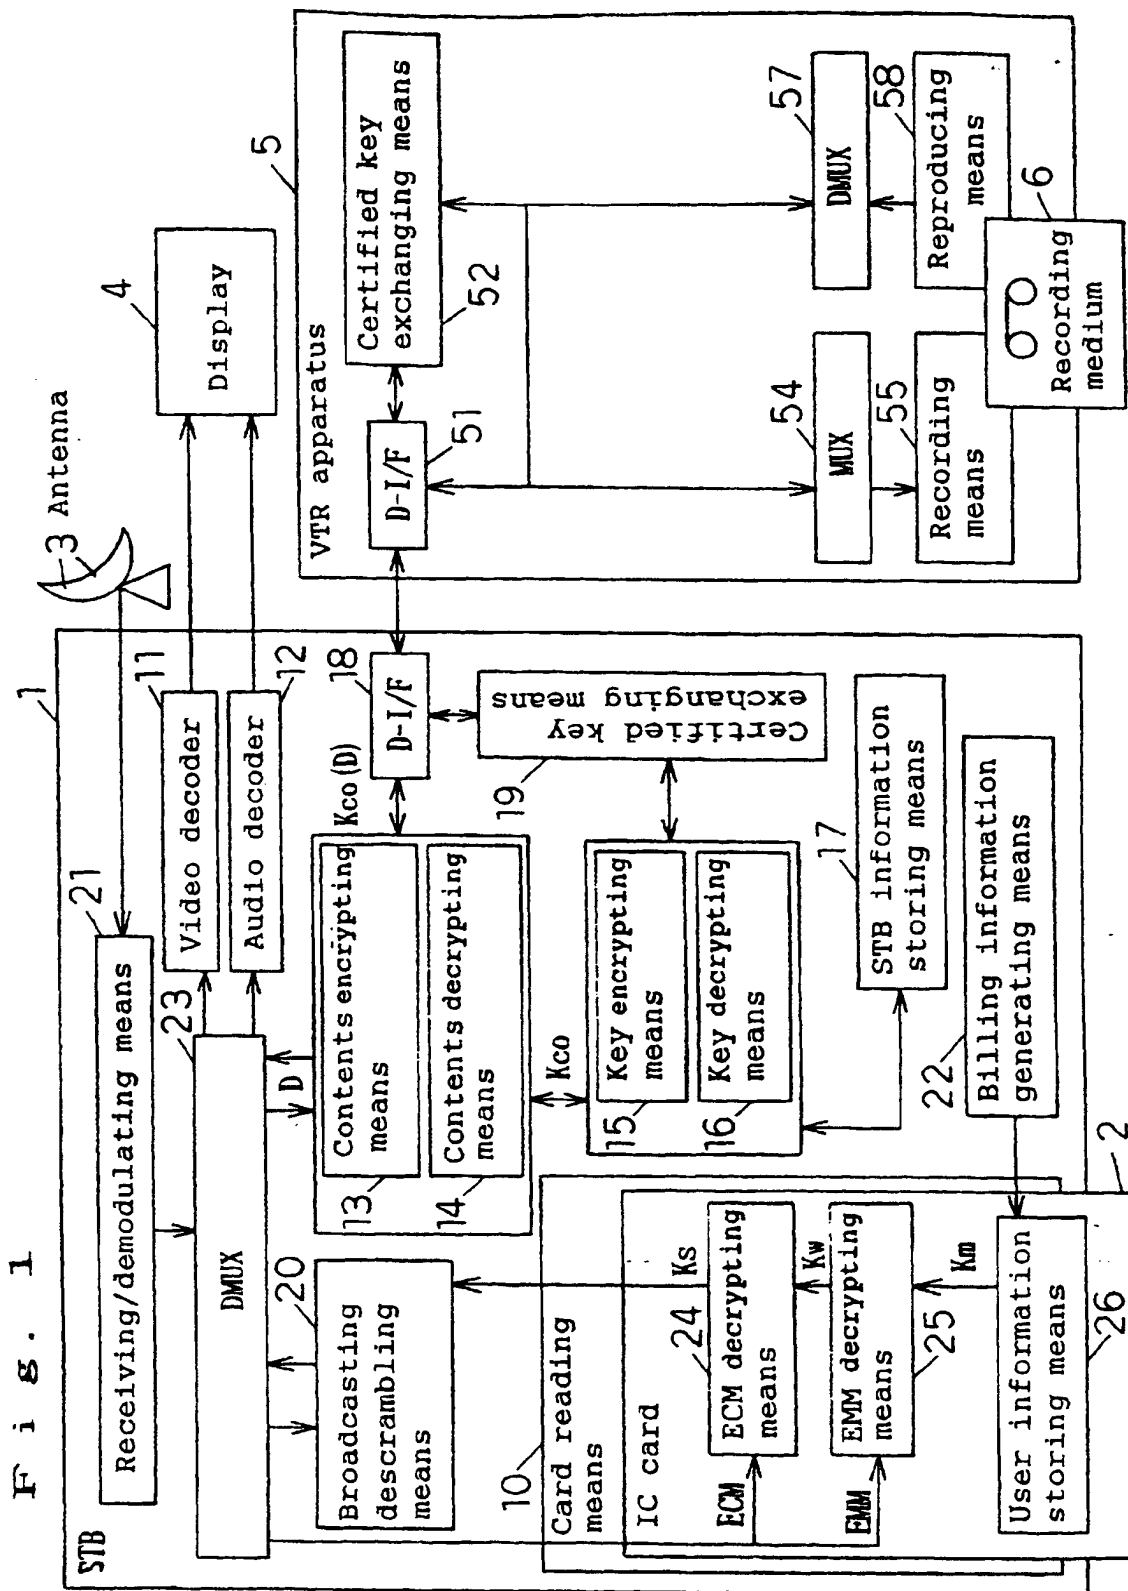 Fig. 1
STB
1
Receiving/demodulating means
21
3 Antenna
DMUX
23
Video decoder
11
Audio decoder
12
4
Display
Broadcasting
descrambling
means
20
D
Contents encrypting
means
13
Contents decrypting
means
14
Kco(D)
D-I/F
18
Certified key
exchanging means
19
Kco
Key encrypting
means
15
Key decrypting
means
16
STB information
storing means
17
Billing information
generating means
22
10
Card reading
means
IC card
2
ECM
ECM decrypting
means
24
Ks
Kw
EMM
EMM decrypting
means
25
Km
User information
storing means
26
VTR apparatus
5
D-I/F
51
Certified key
exchanging means
52
MUX
54
Recording
means
55
DMUX
57
Reproducing
means
58
Recording
medium
6